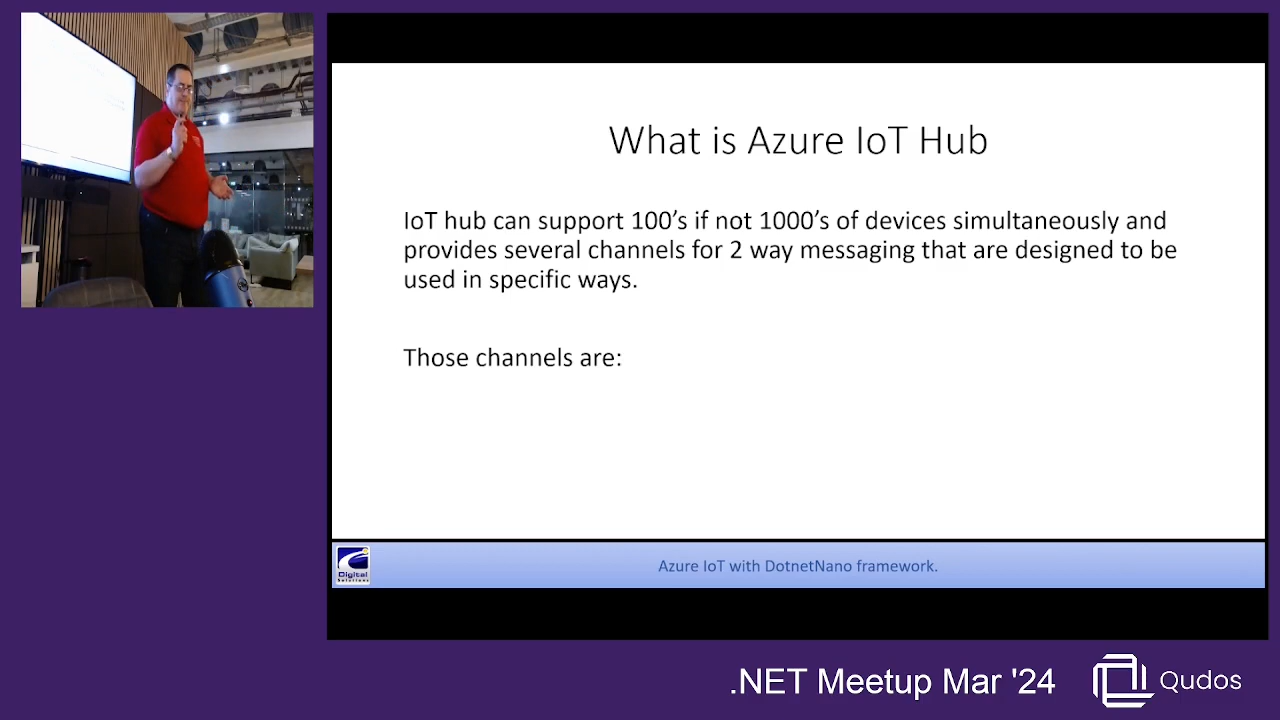 What is Azure IoT Hub
IoT hub can support 100's if not 1000's of devices simultaneously and
provides several channels for 2 way messaging that are designed to be
used in specific ways.
Those channels are:
Digital
Solutions
Azure IoT with DotnetNano framework.
.NET Meetup Mar '24
Qudos